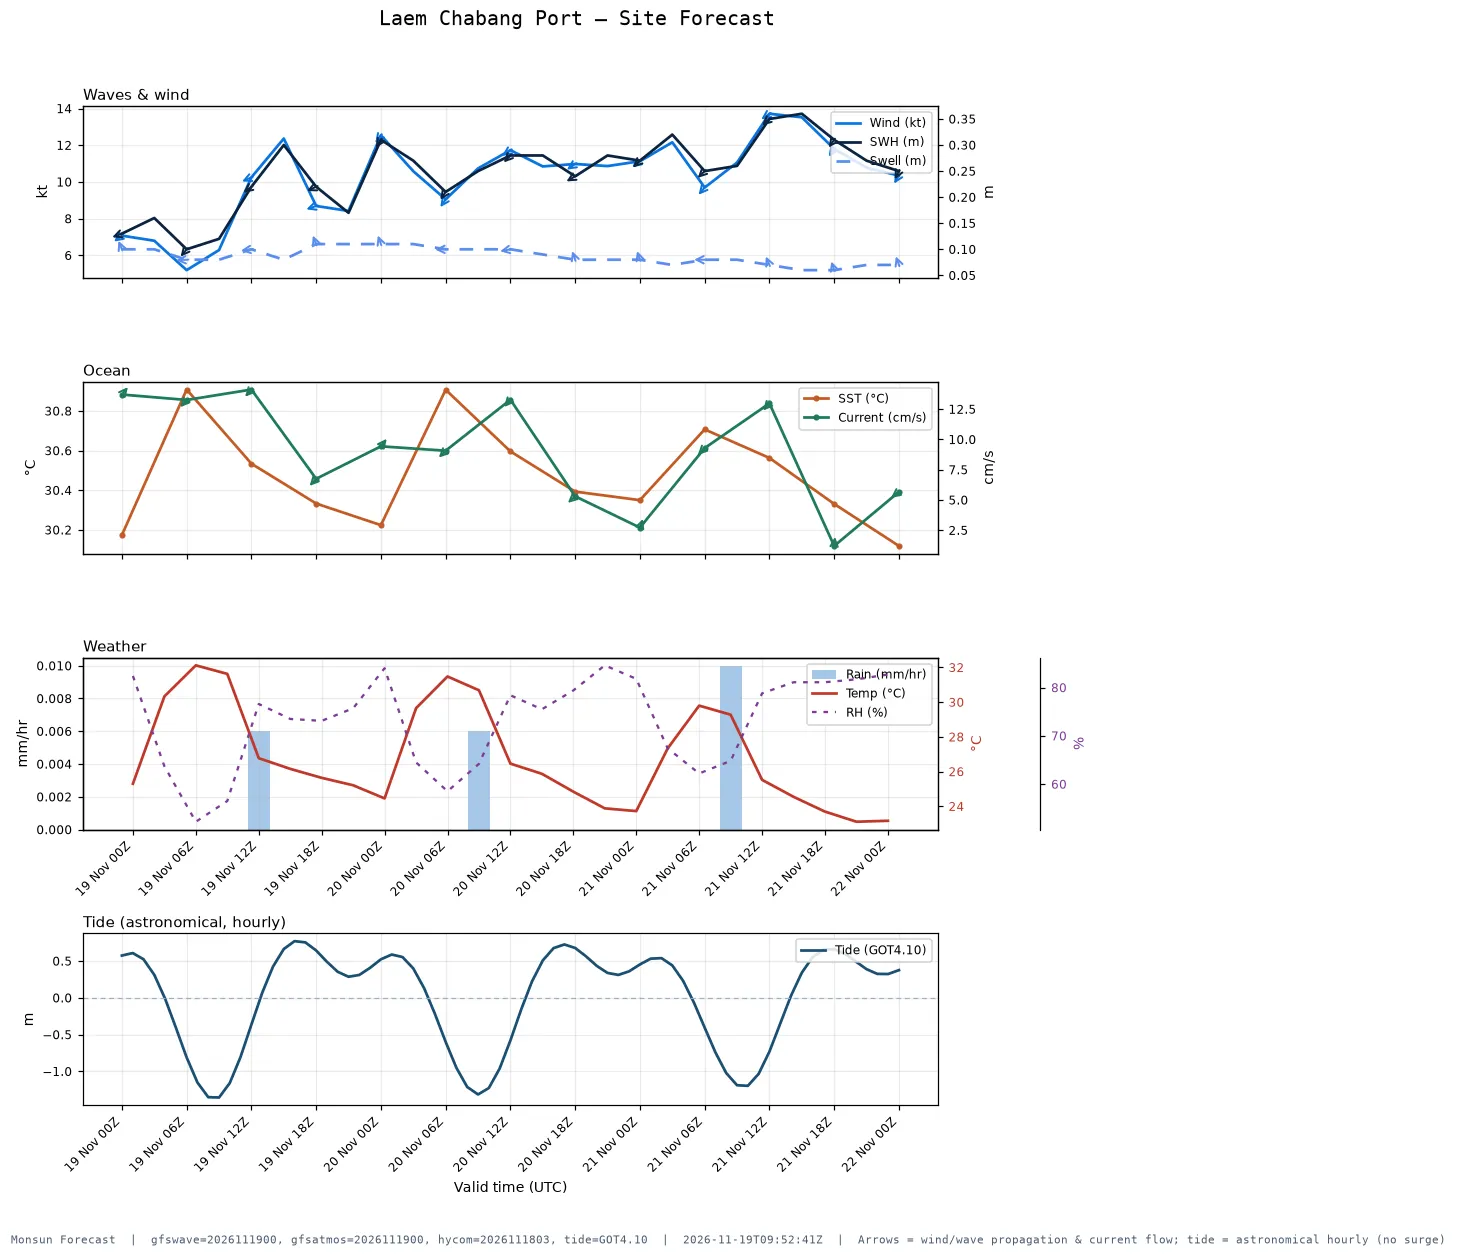 Laem Chabang Port — Site Forecast
Waves & wind
14
12
10
8
6
kt
Wind (kt)
SWH (m)
Swell (m)
0.35
0.30
0.25
0.20
0.15
0.10
0.05
m
Ocean
30.8
30.6
30.4
30.2
°C
SST (°C)
Current (cm/s)
12.5
10.0
7.5
5.0
2.5
cm/s
Weather
0.010
0.008
0.006
0.004
0.002
0.000
mm/hr
Rain (mm/hr)
Temp (°C)
RH (%)
32
30
28
26
24
°C
80
70
60
%
19 Nov 00Z
19 Nov 06Z
19 Nov 12Z
19 Nov 18Z
20 Nov 00Z
20 Nov 06Z
20 Nov 12Z
20 Nov 18Z
21 Nov 00Z
21 Nov 06Z
21 Nov 12Z
21 Nov 18Z
22 Nov 00Z
Tide (astronomical, hourly)
0.5
0.0
−0.5
−1.0
m
Tide (GOT4.10)
19 Nov 00Z
19 Nov 06Z
19 Nov 12Z
19 Nov 18Z
20 Nov 00Z
20 Nov 06Z
20 Nov 12Z
20 Nov 18Z
21 Nov 00Z
21 Nov 06Z
21 Nov 12Z
21 Nov 18Z
22 Nov 00Z
Valid time (UTC)
Monsun Forecast | gfswave=2026111900, gfsatmos=2026111900, hycom=2026111803, tide=GOT4.10 | 2026-11-19T09:52:41Z | Arrows = wind/wave propagation & current flow; tide = astronomical hourly (no surge)